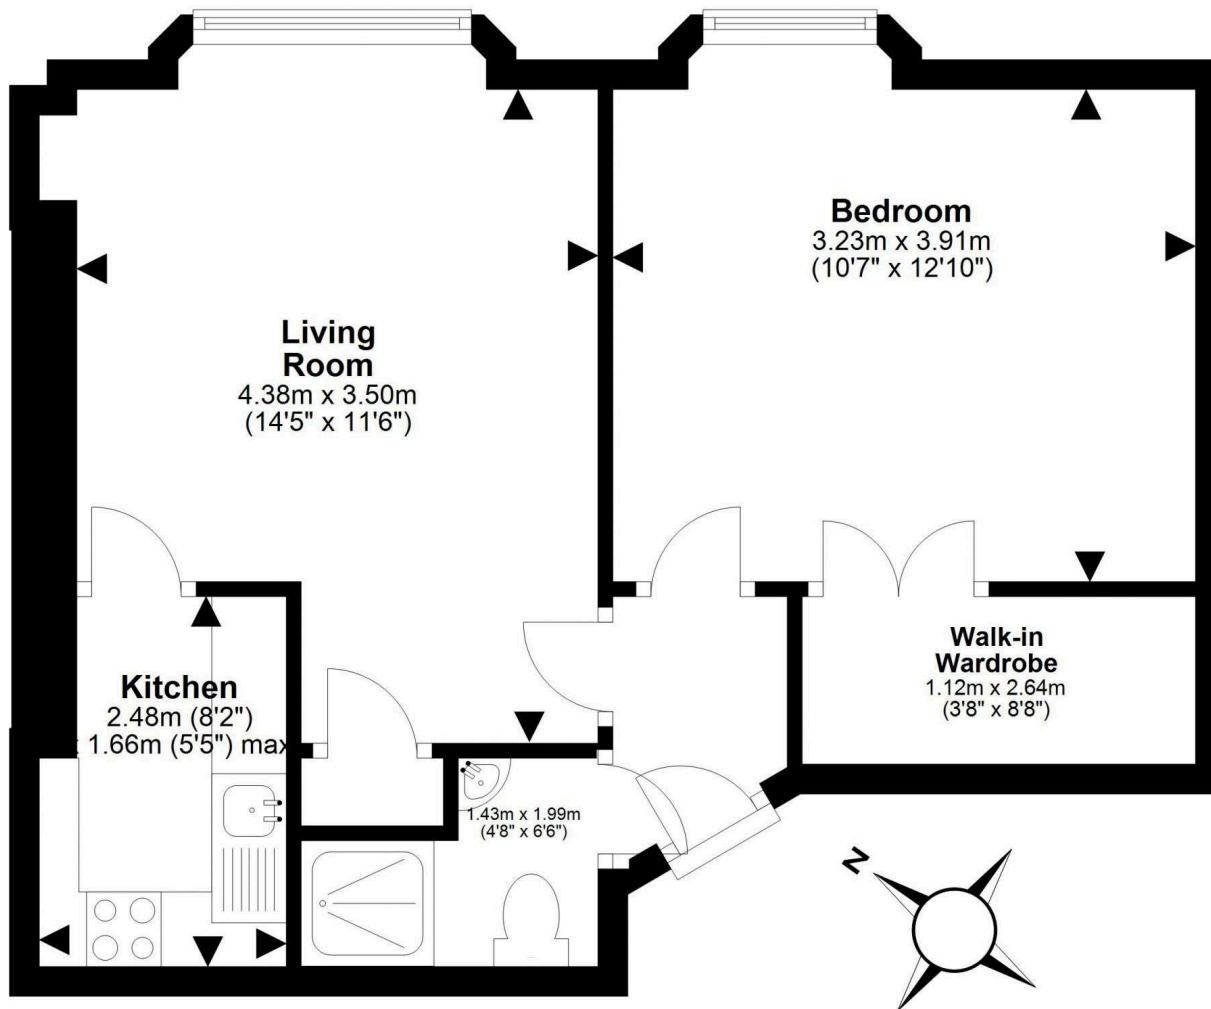 Bedroom
3.23m x 3.91m
(10'7" x 12'10")
Living
Room
4.38m x 3.50m
(14'5" x 11'6")
Walk-in
Wardrobe
1.12m x 2.64m
(3'8" x 8'8")
Kitchen
2.48m (8'2")
x 1.66m (5'5") max
1.43m x 1.99m
(4'8" x 6'6")
N